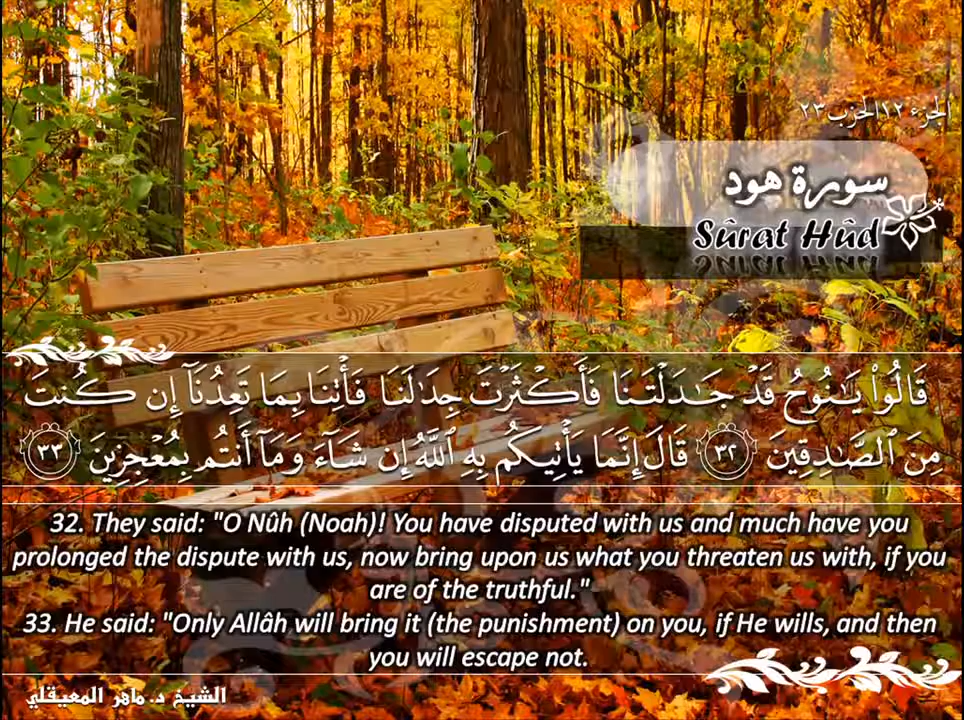 الجزء ١٢ الحزب ٢٣
سورة هود
Sûrat Hûd
قَالُوا۟ يَـٰنُوحُ قَدْ جَـٰدَلْتَنَا فَأَكْثَرْتَ جِدَٰلَنَا فَأْتِنَا بِمَا تَعِدُنَآ إِن كُنتَ
مِنَ ٱلصَّـٰدِقِينَ ٣٢ قَالَ إِنَّمَا يَأْتِيكُم بِهِ ٱللَّهُ إِن شَآءَ وَمَآ أَنتُم بِمُعْجِزِينَ ٣٣
32. They said: "O Nûh (Noah)! You have disputed with us and much have you
prolonged the dispute with us, now bring upon us what you threaten us with, if you
are of the truthful."
33. He said: "Only Allâh will bring it (the punishment) on you, if He wills, and then
you will escape not.
الشيخ د. ماهر المعيقلي